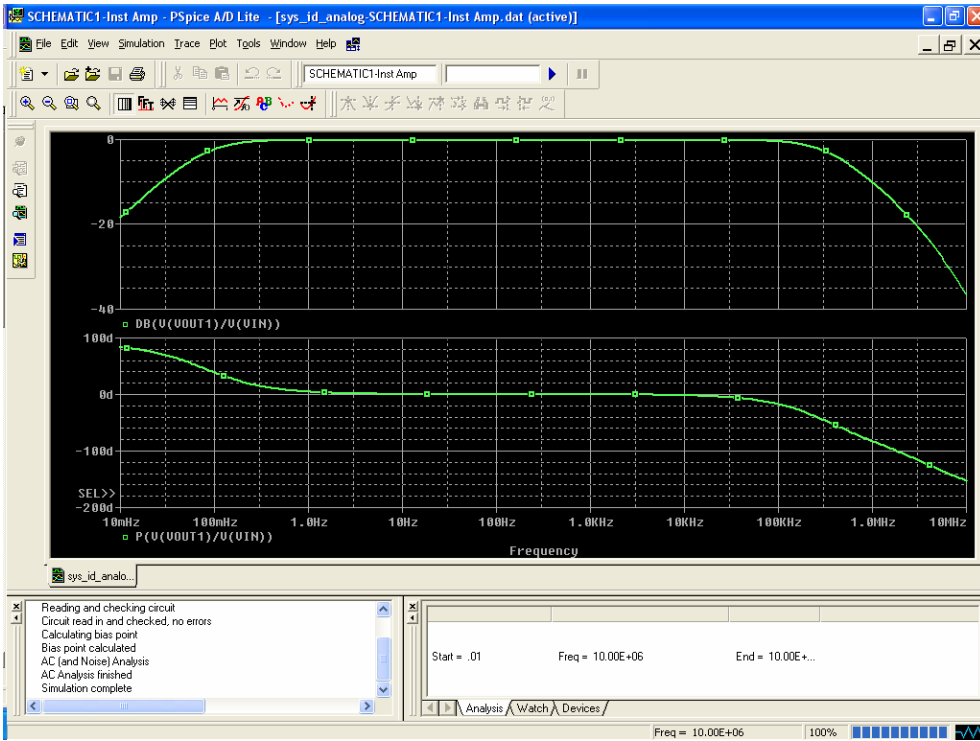 SCHEMATIC1-Inst Amp - PSpice A/D Lite - [sys_id_analog-SCHEMATIC1-Inst Amp.dat (active)]
File Edit View Simulation Trace Plot Tools Window Help
SCHEMATIC1-Inst Amp
FFT
0
-20
-40
DB(V(VOUT1)/V(VIN))
100d
0d
-100d
SEL>>
-200d
10mHz 100mHz 1.0Hz 10Hz 100Hz 1.0KHz 10KHz 100KHz 1.0MHz 10MHz
P(V(VOUT1)/V(VIN))
Frequency
sys_id_analo...
Reading and checking circuit
Circuit read in and checked, no errors
Calculating bias point
Bias point calculated
AC (and Noise) Analysis
AC Analysis finished
Simulation complete
Start = .01 Freq = 10.00E+06 End = 10.00E+...
Analysis Watch Devices
Freq = 10.00E+06 100%